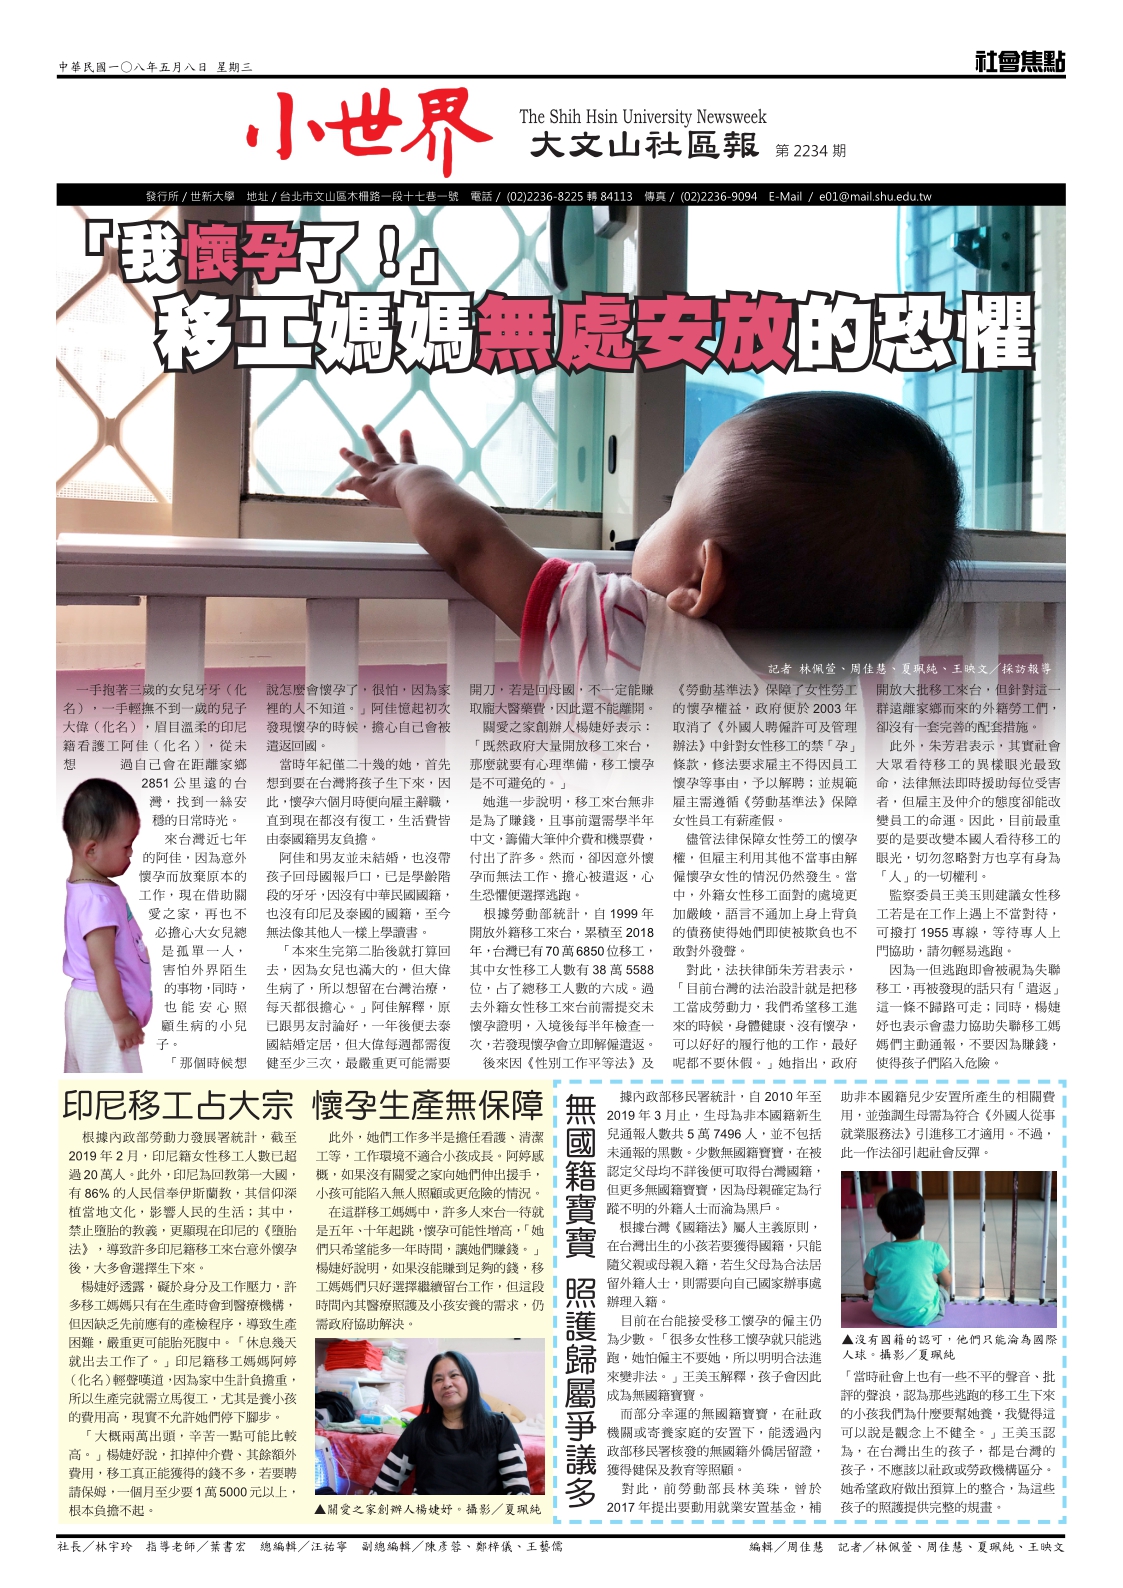 中華民國一〇八年五月八日 星期三
社會焦點
小世界
The Shih Hsin University Newsweek
大文山社區報 第 2234 期
發行所 / 世新大學 地址 / 台北市文山區木柵路一段十七巷一號 電話 / (02)2236-8225 轉 84113 傳真 / (02)2236-9094 E-Mail / e01@mail.shu.edu.tw
「我懷孕了！」
移工媽媽無處安放的恐懼
記者 林佩萱、周佳慧、夏珮純、王映文／採訪報導
一手抱著三歲的女兒牙牙（化
名），一手輕撫不到一歲的兒子
大偉（化名），眉目溫柔的印尼
籍看護工阿佳（化名），從未
想 過自己會在距離家鄉
2851 公里遠的台
灣，找到一絲安
穩的日常時光。
來台灣近七年
的阿佳，因為意外
懷孕而放棄原本的
工作，現在借助關
愛之家，再也不
必擔心大女兒總
是孤單一人，
害怕外界陌生
的事物，同時，
也能安心照
顧生病的小兒
子。
「那個時候想
說怎麼會懷孕了，很怕，因為家
裡的人不知道。」阿佳憶起初次
發現懷孕的時候，擔心自己會被
遣返回國。
當時年紀僅二十幾的她，首先
想到要在台灣將孩子生下來，因
此，懷孕六個月時便向雇主辭職，
直到現在都沒有復工，生活費皆
由泰國籍男友負擔。
阿佳和男友並未結婚，也沒帶
孩子回母國報戶口，已是學齡階
段的牙牙，因沒有中華民國國籍，
也沒有印尼及泰國的國籍，至今
無法像其他人一樣上學讀書。
「本來生完第二胎後就打算回
去，因為女兒也滿大的，但大偉
生病了，所以想留在台灣治療，
每天都很擔心。」阿佳解釋，原
已跟男友討論好，一年後便去泰
國結婚定居，但大偉每週都需復
健至少三次，最嚴重更可能需要
開刀，若是回母國，不一定能賺
取龐大醫藥費，因此還不能離開。
關愛之家創辦人楊婕妤表示：
「既然政府大量開放移工來台，
那麼就要有心理準備，移工懷孕
是不可避免的。」
她進一步說明，移工來台無非
是為了賺錢，且事前還需學半年
中文，籌備大筆仲介費和機票費，
付出了許多。然而，卻因意外懷
孕而無法工作、擔心被遣返，心
生恐懼便選擇逃跑。
根據勞動部統計，自 1999 年
開放外籍移工來台，累積至 2018
年，台灣已有 70 萬 6850 位移工，
其中女性移工人數有 38 萬 5588
位，占了總移工人數的六成。過
去外籍女性移工來台前需提交未
懷孕證明，入境後每半年檢查一
次，若發現懷孕會立即解僱遣返。
後來因《性別工作平等法》及
《勞動基準法》保障了女性勞工
的懷孕權益，政府便於 2003 年
取消了《外國人聘僱許可及管理
辦法》中針對女性移工的禁「孕」
條款，修法要求雇主不得因員工
懷孕等事由，予以解聘；並規範
雇主需遵循《勞動基準法》保障
女性員工有薪產假。
儘管法律保障女性勞工的懷孕
權，但雇主利用其他不當事由解
僱懷孕女性的情況仍然發生。當
中，外籍女性移工面對的處境更
加嚴峻，語言不通加上身上背負
的債務使得她們即使被欺負也不
敢對外發聲。
對此，法扶律師朱芳君表示，
「目前台灣的法治設計就是把移
工當成勞動力，我們希望移工進
來的時候，身體健康、沒有懷孕，
可以好好的履行他的工作，最好
呢都不要休假。」她指出，政府
開放大批移工來台，但針對這一
群遠離家鄉而來的外籍勞工們，
卻沒有一套完善的配套措施。
此外，朱芳君表示，其實社會
大眾看待移工的異樣眼光最致
命，法律無法即時援助每位受害
者，但雇主及仲介的態度卻能改
變員工的命運。因此，目前最重
要的是要改變本國人看待移工的
眼光，切勿忽略對方也享有身為
「人」的一切權利。
監察委員王美玉則建議女性移
工若是在工作上遇上不當對待，
可撥打 1955 專線，等待專人上
門協助，請勿輕易逃跑。
因為一但逃跑即會被視為失聯
移工，再被發現的話只有「遣返」
這一條不歸路可走；同時，楊婕
妤也表示會盡力協助失聯移工媽
媽們主動通報，不要因為賺錢，
使得孩子們陷入危險。
印尼移工占大宗 懷孕生產無保障
根據內政部勞動力發展署統計，截至
2019 年 2 月，印尼籍女性移工人數已超
過 20 萬人。此外，印尼為回教第一大國，
有 86% 的人民信奉伊斯蘭教，其信仰深
植當地文化，影響人民的生活；其中，
禁止墮胎的教義，更顯現在印尼的《墮胎
法》，導致許多印尼籍移工來台意外懷孕
後，大多會選擇生下來。
楊婕妤透露，礙於身分及工作壓力，許
多移工媽媽只有在生產時會到醫療機構，
但因缺乏先前應有的產檢程序，導致生產
困難，嚴重更可能胎死腹中。「休息幾天
就出去工作了。」印尼籍移工媽媽阿婷
（化名）輕聲嘆道，因為家中生計負擔重，
所以生產完就需立馬復工，尤其是養小孩
的費用高，現實不允許她們停下腳步。
「大概兩萬出頭，辛苦一點可能比較
高。」楊婕妤說，扣掉仲介費、其餘額外
費用，移工真正能獲得的錢不多，若要聘
請保姆，一個月至少要 1 萬 5000 元以上，
根本負擔不起。
此外，她們工作多半是擔任看護、清潔
工等，工作環境不適合小孩成長。阿婷感
慨，如果沒有關愛之家向她們伸出援手，
小孩可能陷入無人照顧或更危險的情況。
在這群移工媽媽中，許多人來台一待就
是五年、十年起跳，懷孕可能性增高，「她
們只希望能多一年時間，讓她們賺錢。」
楊婕妤說明，如果沒能賺到足夠的錢，移
工媽媽們只好選擇繼續留台工作，但這段
時間內其醫療照護及小孩安養的需求，仍
需政府協助解決。
▲關愛之家創辦人楊婕妤。攝影／夏珮純
無國籍寶寶 照護歸屬爭議多
據內政部移民署統計，自 2010 年至
2019 年 3 月止，生母為非本國籍新生
兒通報人數共 5 萬 7496 人，並不包括
未通報的黑數。少數無國籍寶寶，在被
認定父母均不詳後便可取得台灣國籍，
但更多無國籍寶寶，因為母親確定為行
蹤不明的外籍人士而淪為黑戶。
根據台灣《國籍法》屬人主義原則，
在台灣出生的小孩若要獲得國籍，只能
隨父親或母親入籍，若生父母為合法居
留外籍人士，則需要向自己國家辦事處
辦理入籍。
目前在台能接受移工懷孕的僱主仍
為少數。「很多女性移工懷孕就只能逃
跑，她怕僱主不要她，所以明明合法進
來變非法。」王美玉解釋，孩子會因此
成為無國籍寶寶。
而部分幸運的無國籍寶寶，在社政
機關或寄養家庭的安置下，能透過內
政部移民署核發的無國籍外僑居留證，
獲得健保及教育等照顧。
對此，前勞動部長林美珠，曾於
2017 年提出要動用就業安置基金，補
助非本國籍兒少安置所產生的相關費
用，並強調生母需為符合《外國人從事
就業服務法》引進移工才適用。不過，
此一作法卻引起社會反彈。
▲沒有國籍的認可，他們只能淪為國際
人球。攝影／夏珮純
「當時社會上也有一些不平的聲音、批
評的聲浪，認為那些逃跑的移工生下來
的小孩我們為什麼要幫她養，我覺得這
可以說是觀念上不健全。」王美玉認
為，在台灣出生的孩子，都是台灣的
孩子，不應該以社政或勞政機構區分。
她希望政府做出預算上的整合，為這些
孩子的照護提供完整的規畫。
社長／林宇玲 指導老師／葉書宏 總編輯／汪祐寧 副總編輯／陳彥蓉、鄭梓儀、王藝儒
編輯／周佳慧 記者／林佩萱、周佳慧、夏珮純、王映文